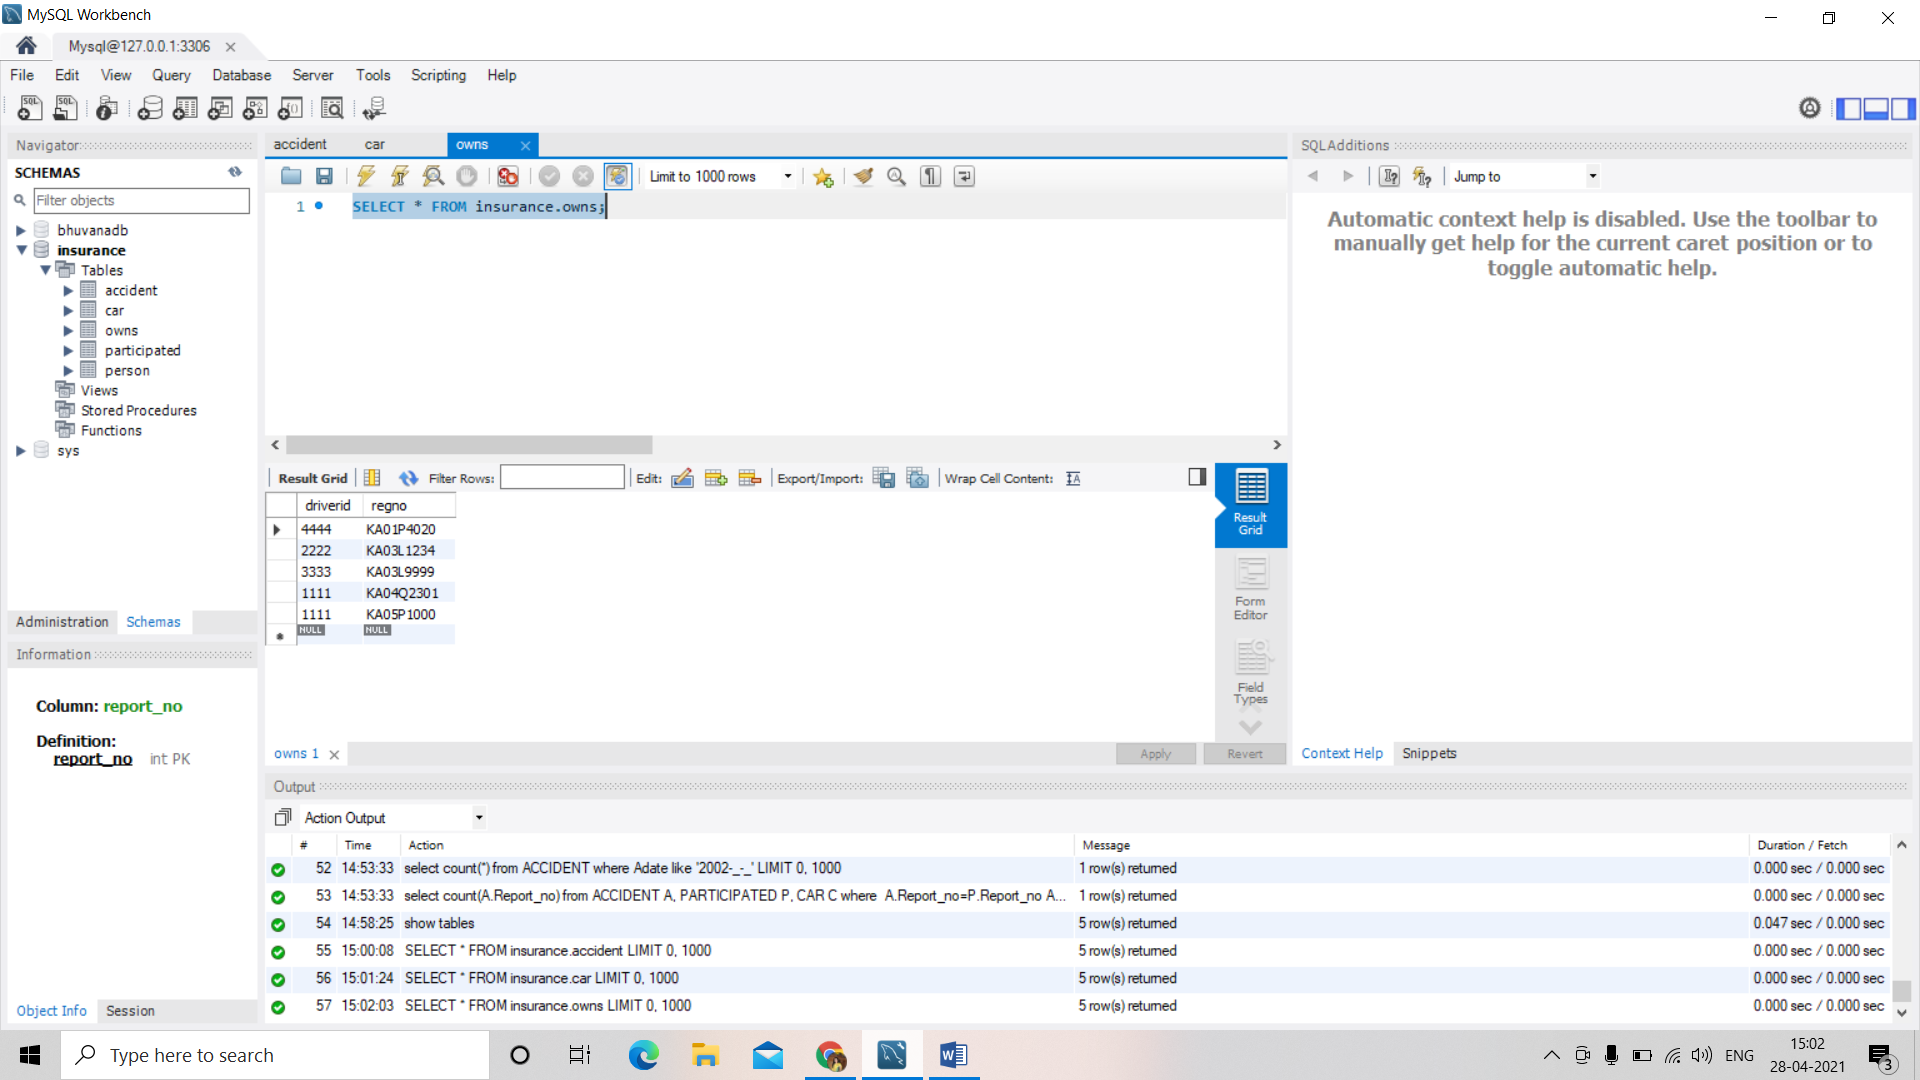 MySQL Workbench
Mysql@127.0.0.1:3306
File Edit View Query Database Server Tools Scripting Help
Navigator
SCHEMAS
Filter objects
bhuvanadb
insurance
Tables
accident
car
owns
participated
person
Views
Stored Procedures
Functions
sys
Administration Schemas
Information
Column: report_no
Definition:
report_no int PK
Object Info Session
accident car owns
Limit to 1000 rows
1 SELECT * FROM insurance.owns;
Result Grid Filter Rows: Edit: Export/Import: Wrap Cell Content:
driverid regno
4444 KA01P4020
2222 KA03L1234
3333 KA03L9999
1111 KA04Q2301
1111 KA05P1000
NULL NULL
Result
Grid
Form
Editor
Field
Types
owns 1 Apply Revert
SQLAdditions
Jump to
Automatic context help is disabled. Use the toolbar to
manually get help for the current caret position or to
toggle automatic help.
Context Help Snippets
Output
Action Output
# Time Action Message Duration / Fetch
52 14:53:33 select count(*) from ACCIDENT where Adate like '2002-_-_' LIMIT 0, 1000 1 row(s) returned 0.000 sec / 0.000 sec
53 14:53:33 select count(A.Report_no) from ACCIDENT A, PARTICIPATED P, CAR C where A.Report_no=P.Report_no A... 1 row(s) returned 0.000 sec / 0.000 sec
54 14:58:25 show tables 5 row(s) returned 0.047 sec / 0.000 sec
55 15:00:08 SELECT * FROM insurance.accident LIMIT 0, 1000 5 row(s) returned 0.000 sec / 0.000 sec
56 15:01:24 SELECT * FROM insurance.car LIMIT 0, 1000 5 row(s) returned 0.000 sec / 0.000 sec
57 15:02:03 SELECT * FROM insurance.owns LIMIT 0, 1000 5 row(s) returned 0.000 sec / 0.000 sec
Type here to search
ENG
15:02
28-04-2021
3